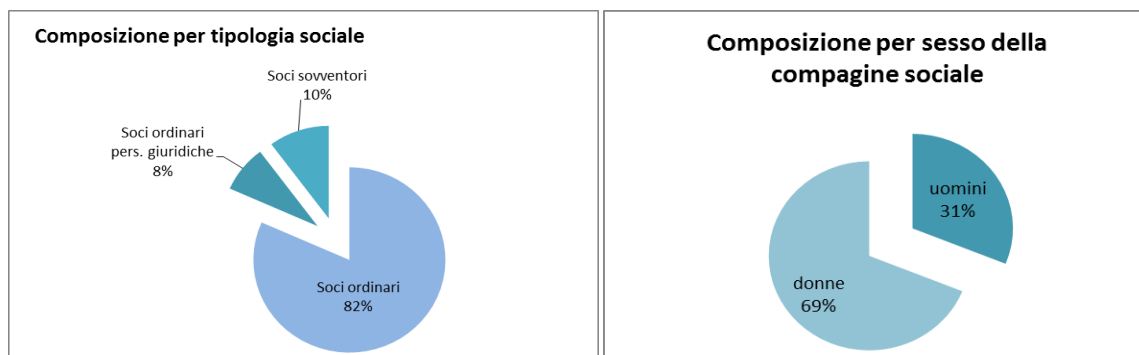 Composizione per tipologia sociale
Soci sovventori
10%
Soci ordinari
pers. giuridiche
8%
Soci ordinari
82%
Composizione per sesso della
compagine sociale
uomini
31%
donne
69%